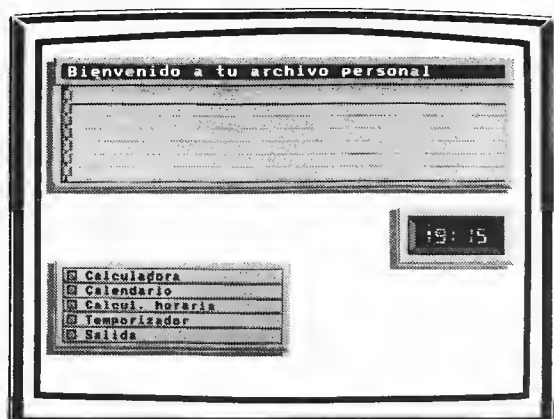 Bienvenido a tu archivo personal
19:15
Calculadora
Calendario
Calcul. horaria
Temporizador
Salida